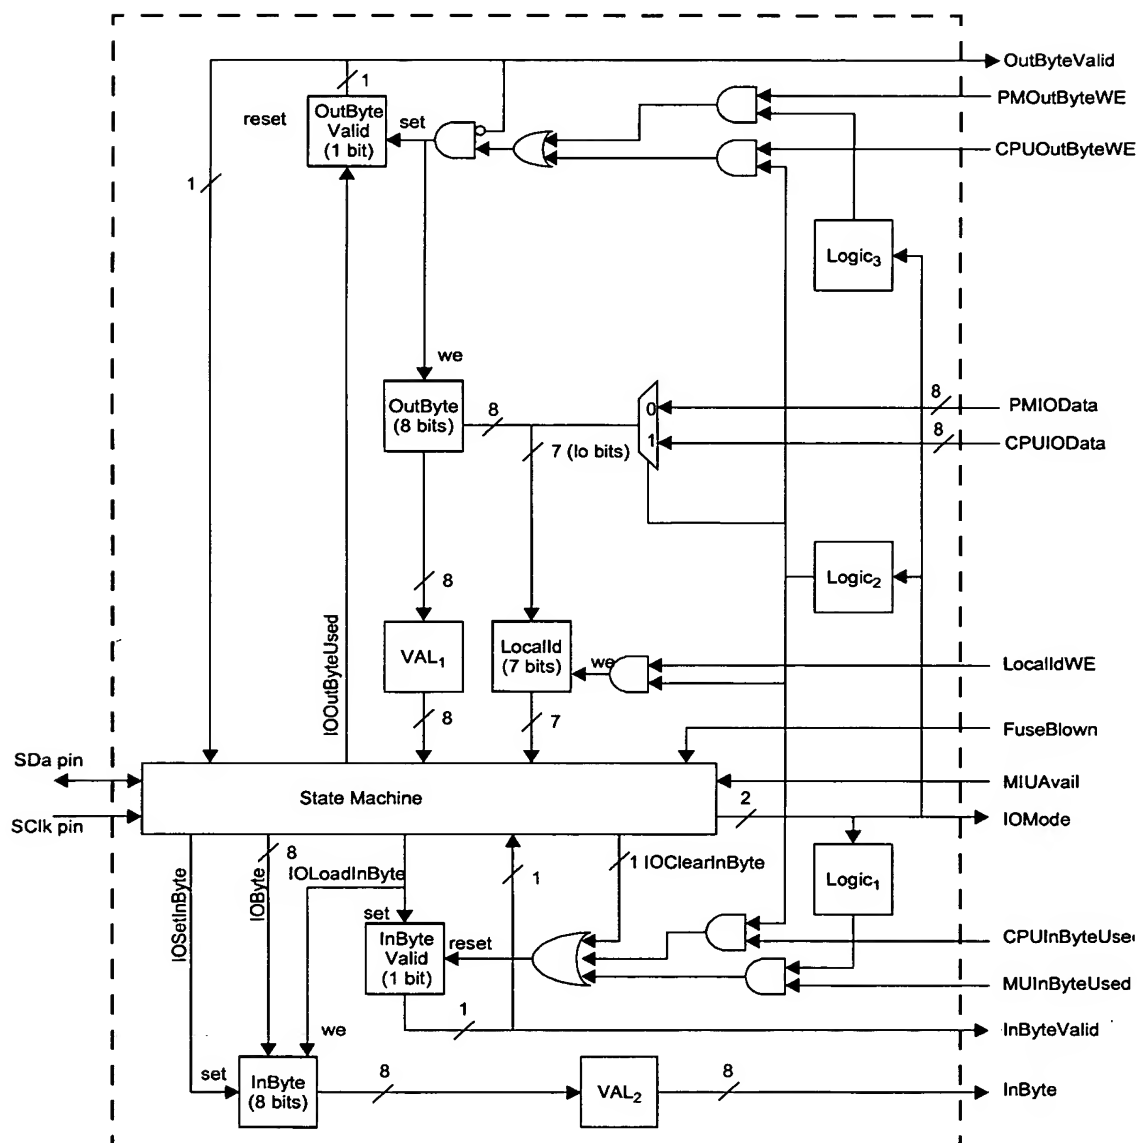 OutByteValid
1
OutByte
Valid
(1 bit)
reset
set
PMOutByteWE
CPUOutByteWE
1
Logic3
we
OutByte
(8 bits)
8
0
1
8
PMIOData
8
CPUIOData
7 (lo bits)
Logic2
8
IOOutByteUsed
VAL1
LocalId
(7 bits)
we
LocalIdWE
8
7
FuseBlown
SDa pin
MIUAvail
State Machine
2
SClk pin
IOMode
IOSetInByte
IOByte
8
IOLoadInByte
1
1 IOClearInByte
Logic1
set
InByte
Valid
(1 bit)
reset
CPUInByteUse
MUInByteUsed
1
we
InByteValid
set
InByte
(8 bits)
8
VAL2
8
InByte